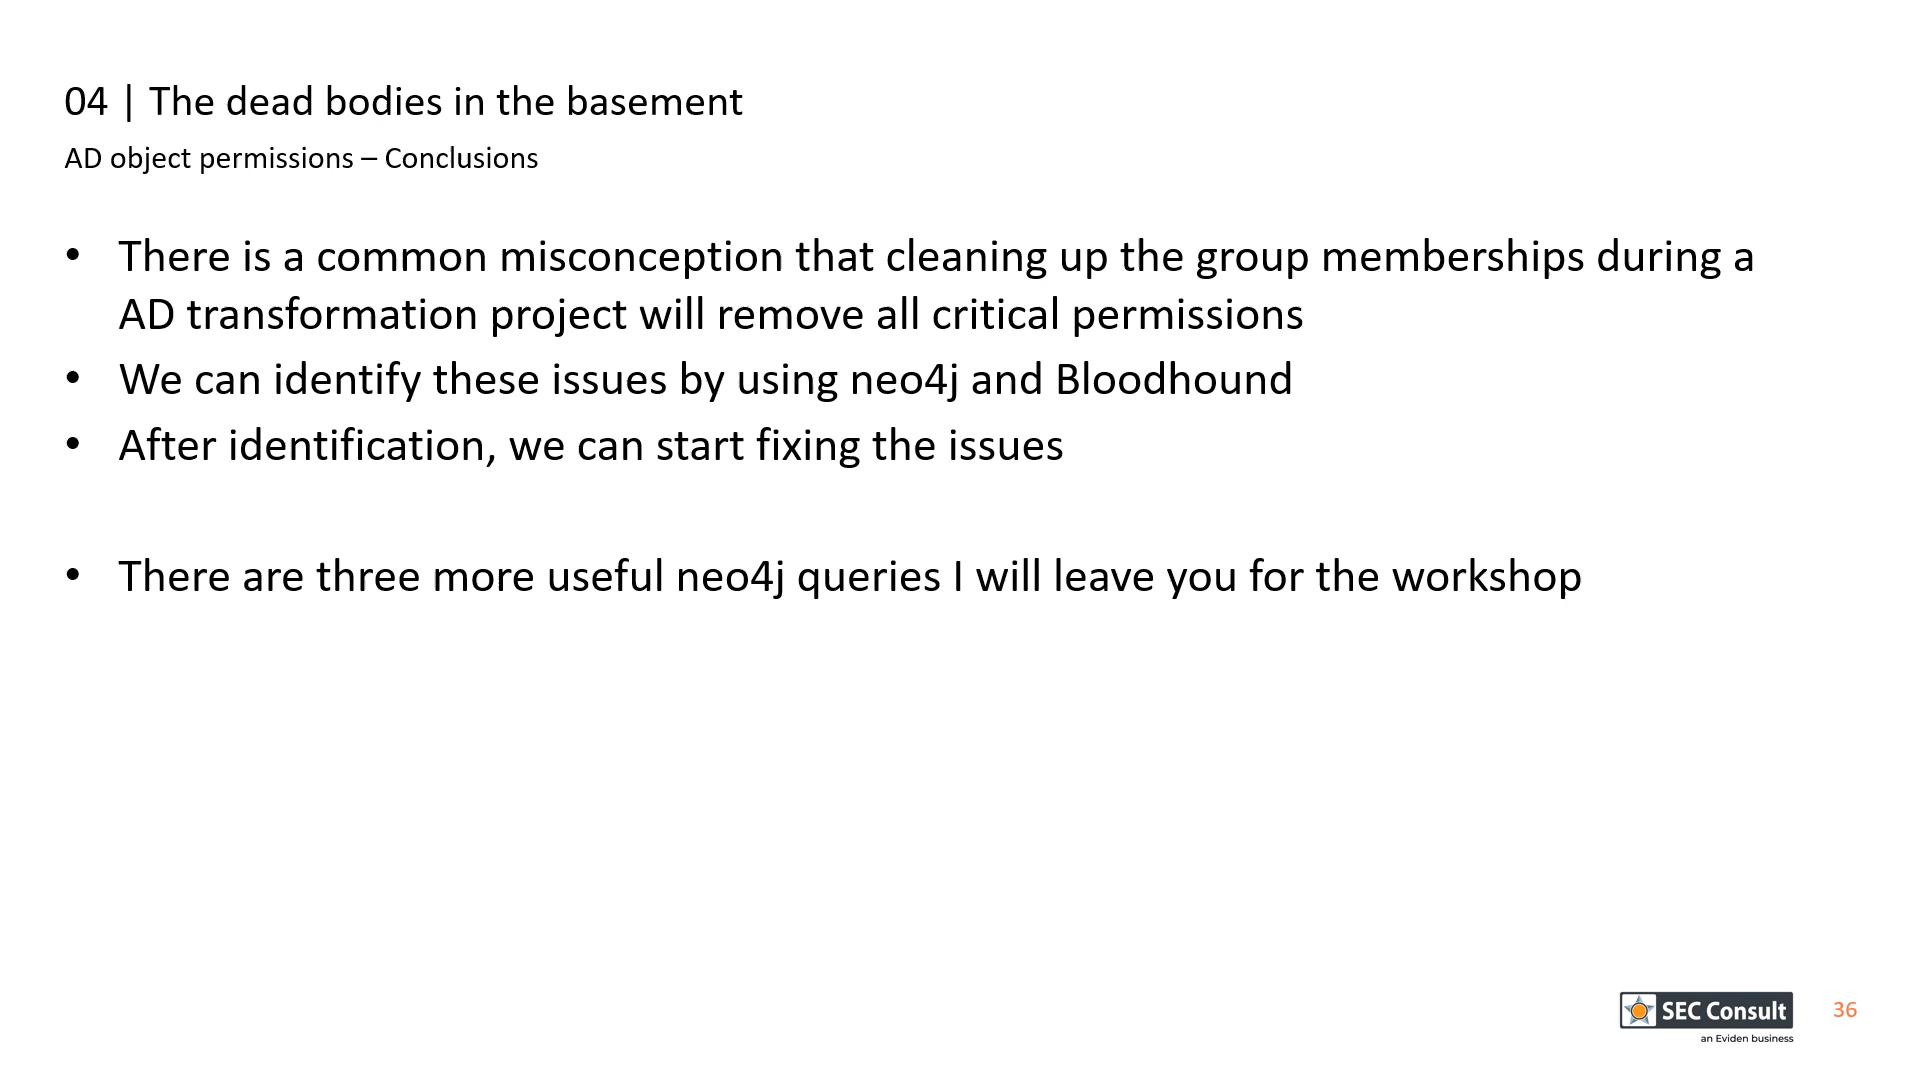 04 | The dead bodies in the basement
AD object permissions – Conclusions
• There is a common misconception that cleaning up the group memberships during a
AD transformation project will remove all critical permissions
• We can identify these issues by using neo4j and Bloodhound
• After identification, we can start fixing the issues
• There are three more useful neo4j queries I will leave you for the workshop
SEC Consult
an Eviden business
36